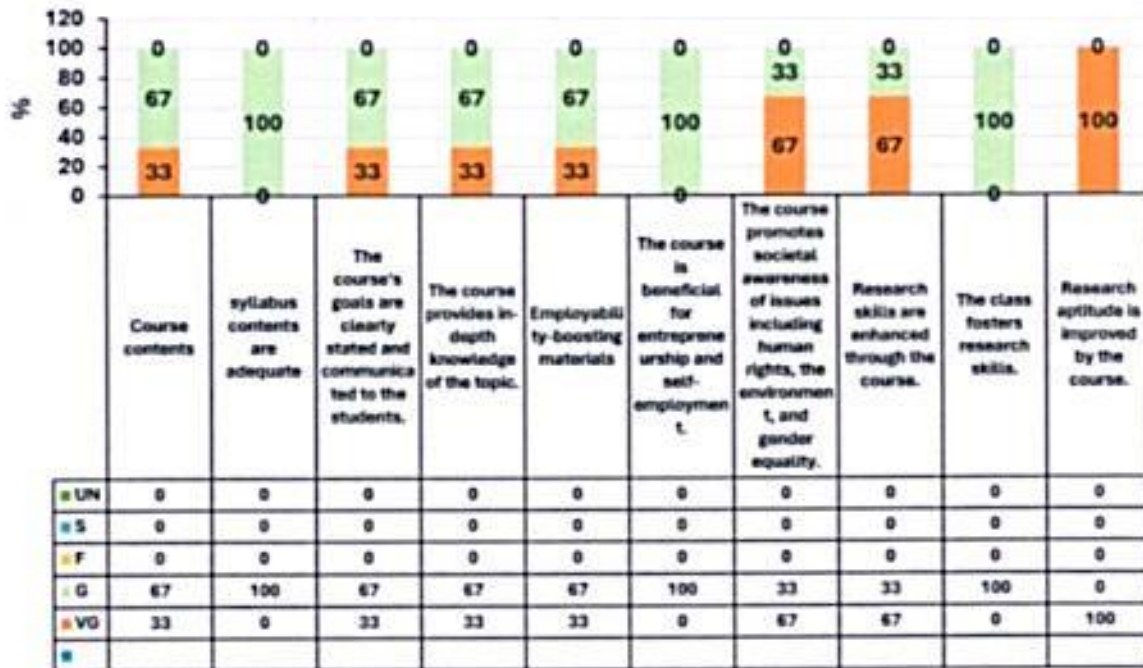 120
100
80
60
40
20
0
%
0 0 0 0 0 0 0 0 0 0
67 100 67 67 67 100 33 33 100 100
33 0 33 33 33 0 67 67 0
Course
contents
syllabus
contents
are
adequate
The
course's
goals are
clearly
stated and
communica
ted to the
students.
The course
provides in-
depth
knowledge
of the topic.
Employabili
ty-boosting
materials
The course
is
beneficial
for
entreprene
urship and
self-
employmen
t.
The course
promotes
societal
awareness
of issues
including
human
rights, the
environmen
t, and
gender
equality.
Research
skills are
enhanced
through the
course.
The class
fosters
research
skills.
Research
aptitude is
improved
by the
course.
UN 0 0 0 0 0 0 0 0 0 0
S 0 0 0 0 0 0 0 0 0 0
F 0 0 0 0 0 0 0 0 0 0
G 67 100 67 67 67 100 33 33 100 0
VG 33 0 33 33 33 0 67 67 0 100